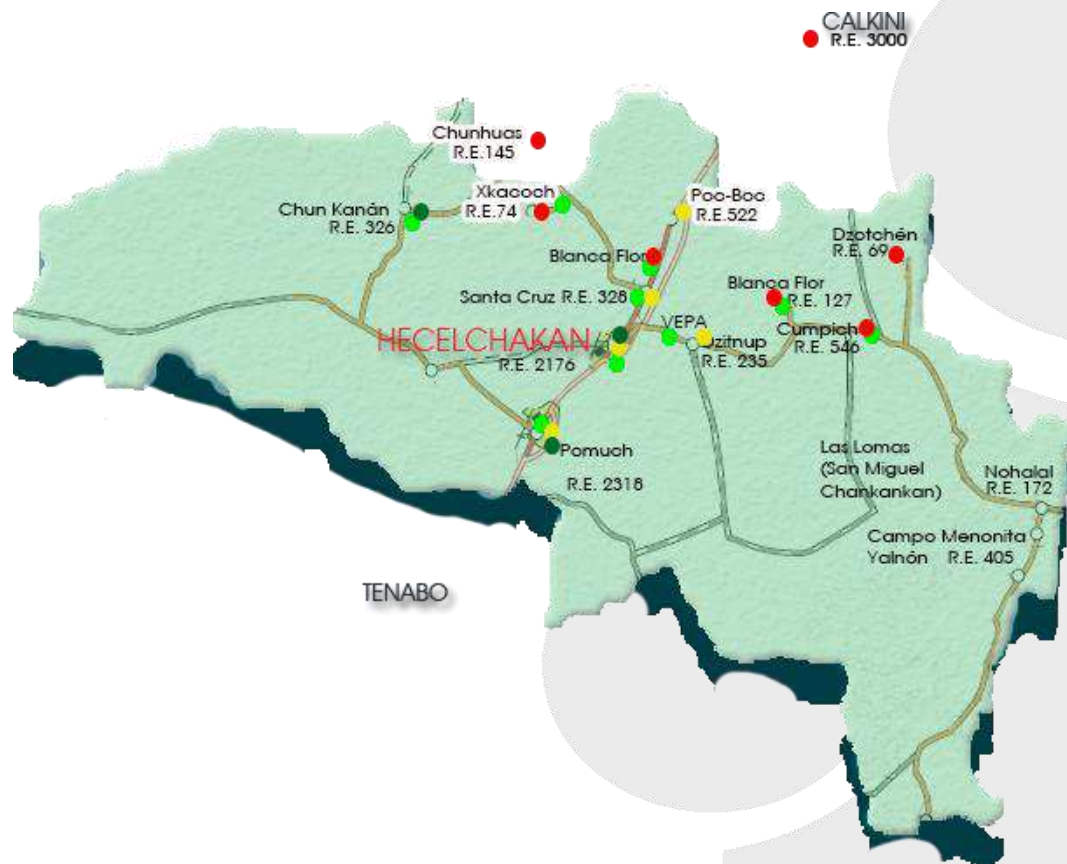 CALKINI
R.E. 3000
Chunhuas
R.E.145
Xkacoch
R.E.74
Poc-Boc
R.E.522
Chun Kanán
R.E. 326
Dzotchén
R.E. 69
Blanca Flor
Blanca Flor
R.E. 127
Santa Cruz R.E. 328
VEPA
Cumpich
R.E. 546
HECELCHAKAN
R.E. 2176
Dzitnup
R.E. 235
Pomuch
R.E. 2318
Las Lomas
(San Miguel
Chankankan)
Nohalal
R.E. 172
Campo Menonita
Yalnón R.E. 405
TENABO